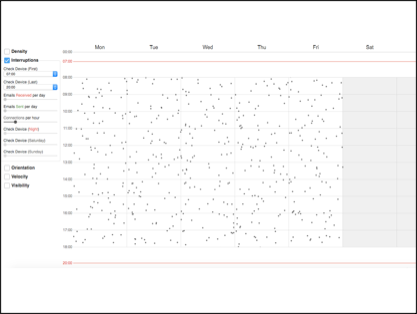 Mon Tue Wed Thu Fri Sat
Density
Interruptions
Check Device (First)
07:00
Check Device (Last)
20:00
Emails Received per day
Emails Sent per day
Connections per hour
Check Device (Night)
Check Device (Saturday)
Check Device (Sunday)
Orientation
Velocity
Visibility
00:00
07:00
08:00
09:00
10:00
11:00
12:00
13:00
14:00
15:00
16:00
17:00
18:00
20:00